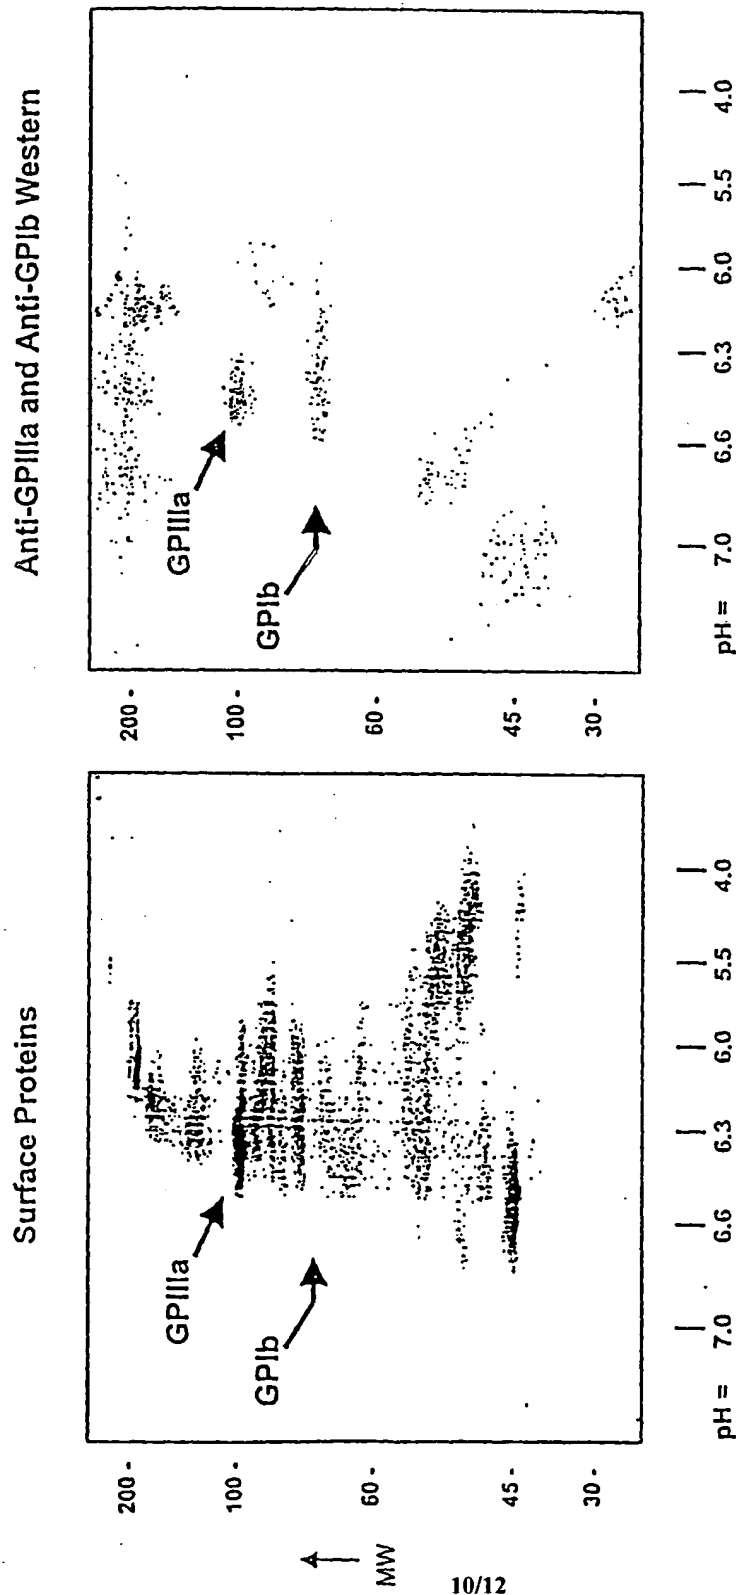 Surface Proteins
MW
200 -
100 -
60 -
45 -
30 -
GPIIIa
GPIb
pH = 7.0 6.6 6.3 6.0 5.5 4.0
Anti-GPIIIa and Anti-GPIb Western
200 -
100 -
60 -
45 -
30 -
GPIIIa
GPIb
pH = 7.0 6.6 6.3 6.0 5.5 4.0
10/12